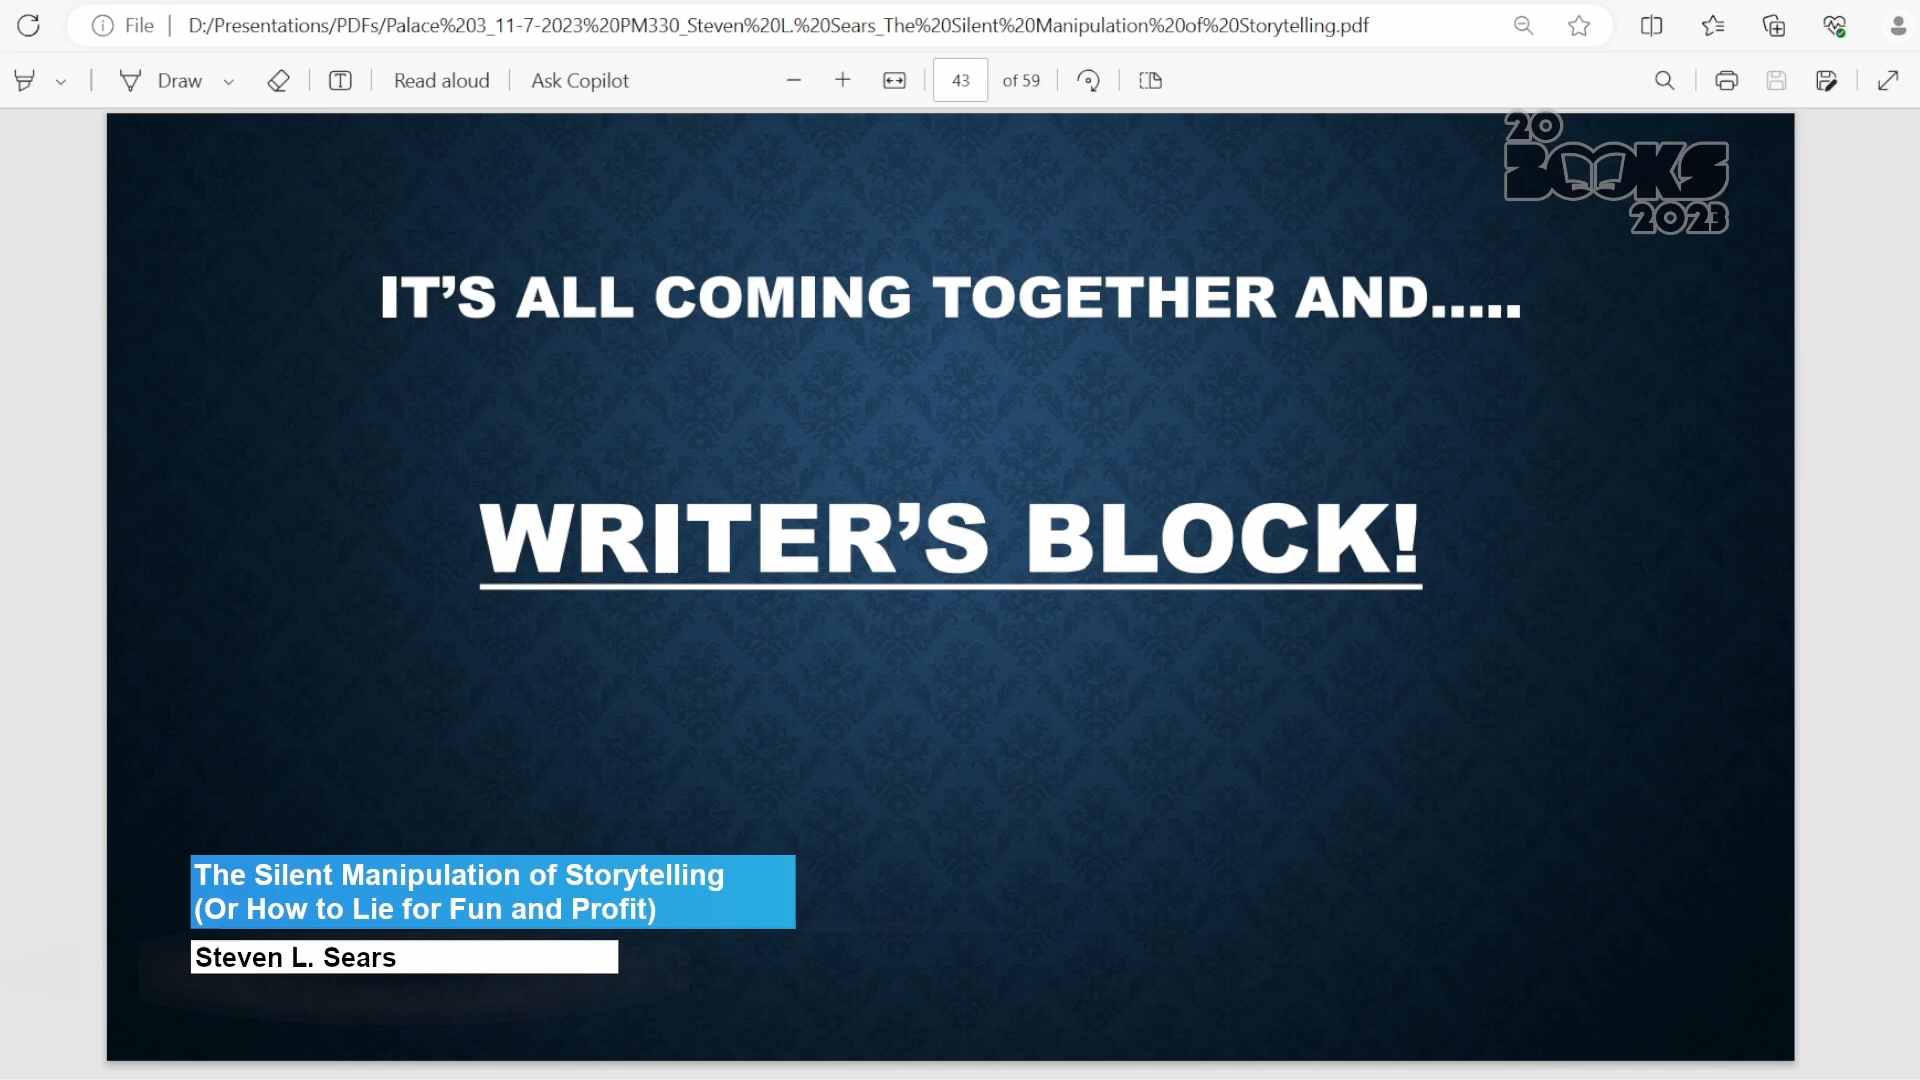 File
D:/Presentations/PDFs/Palace%203_11-7-2023%20PM330_Steven%20L.%20Sears_The%20Silent%20Manipulation%20of%20Storytelling.pdf
Draw
Read aloud
Ask Copilot
43
of 59
20
BOOKS
2023
IT’S ALL COMING TOGETHER AND…..
WRITER’S BLOCK!
The Silent Manipulation of Storytelling
(Or How to Lie for Fun and Profit)
Steven L. Sears